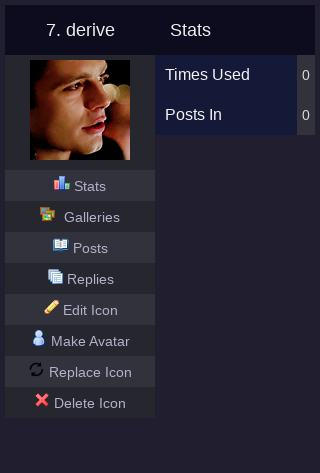 7. derive
Stats
Times Used 0
Posts In 0
Stats
Galleries
Posts
Replies
Edit Icon
Make Avatar
Replace Icon
Delete Icon